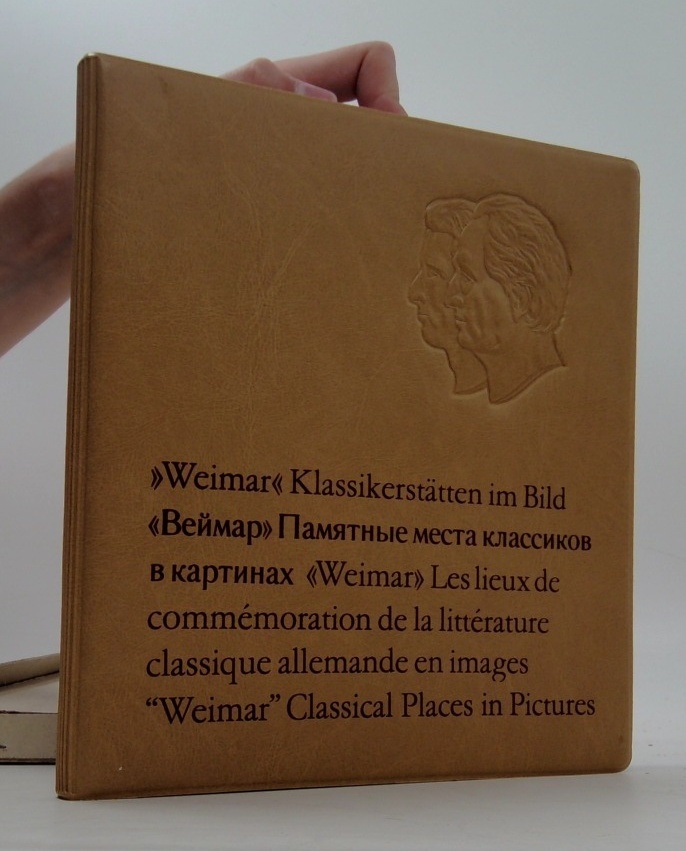 »Weimar« Klassikerstätten im Bild
«Веймар» Памятные места классиков
в картинах «Weimar» Les lieux de
commémoration de la littérature
classique allemande en images
“Weimar” Classical Places in Pictures